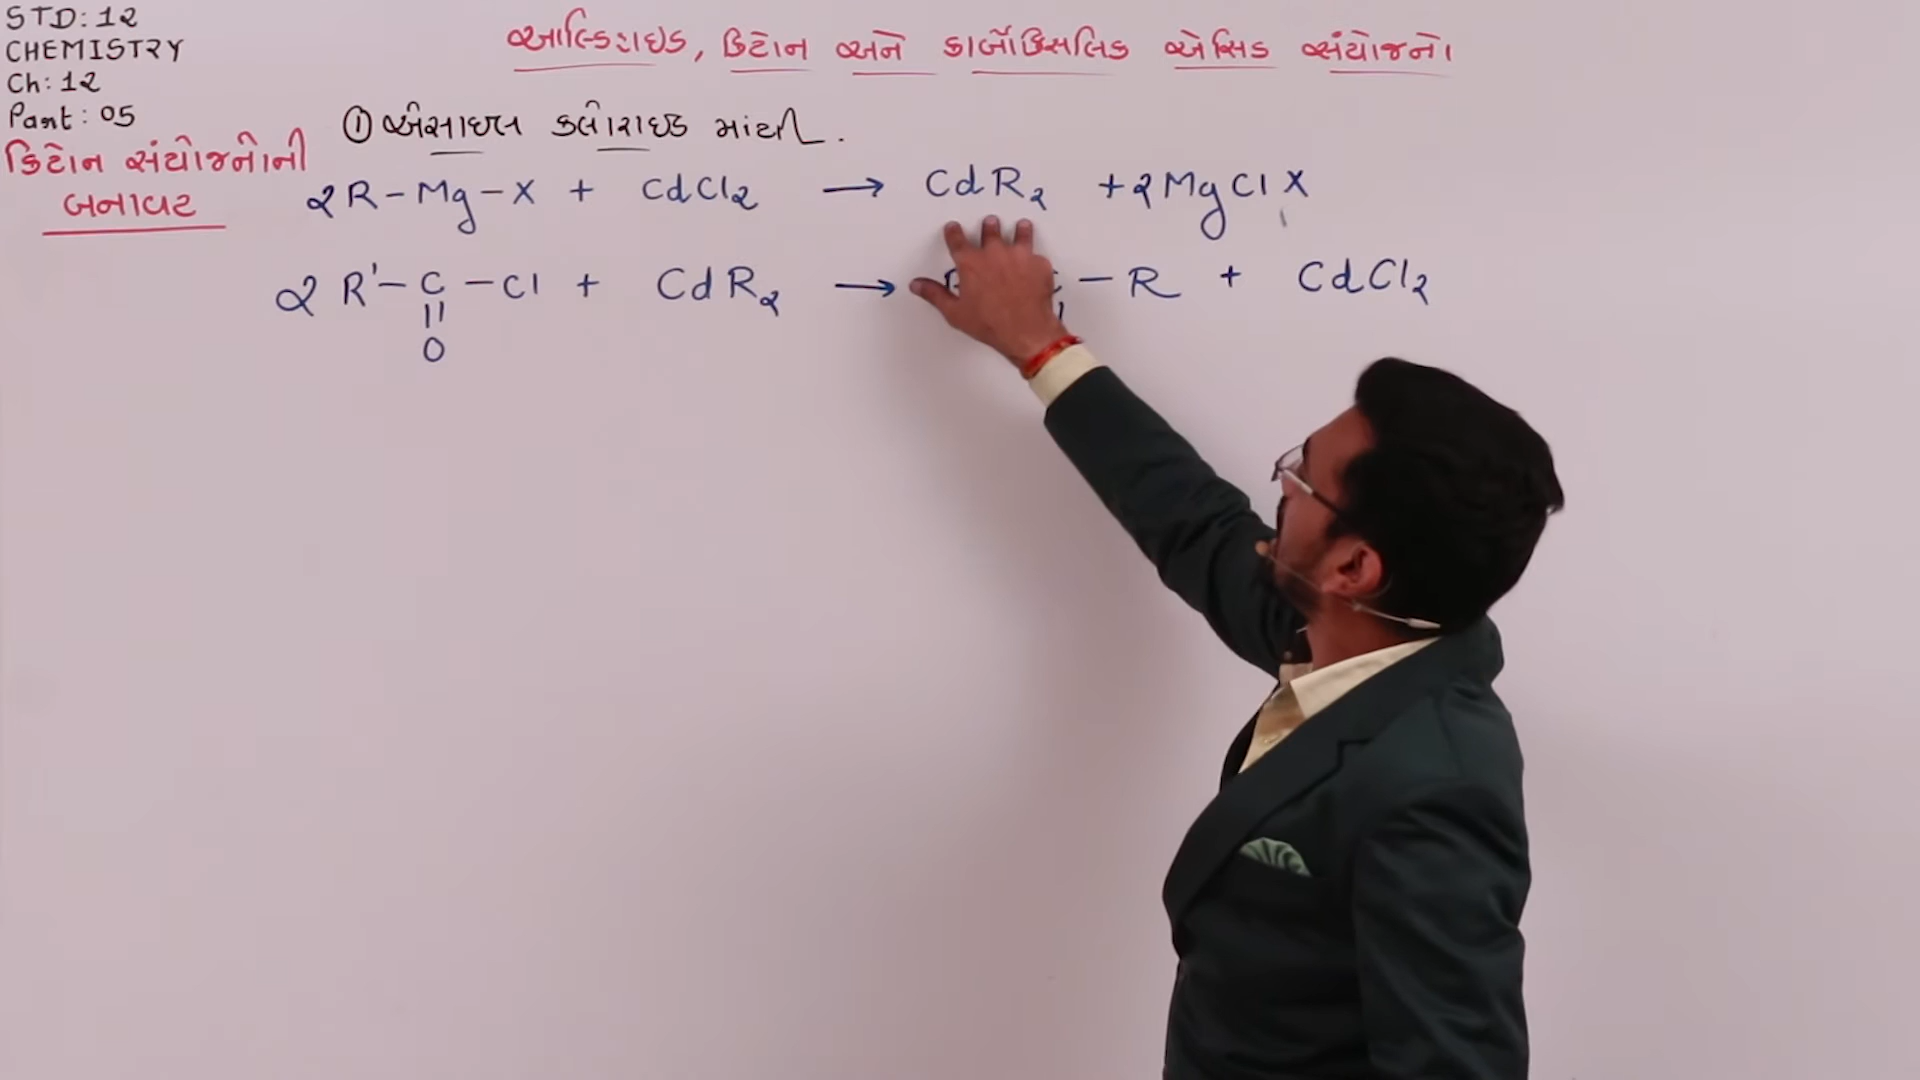 STD: 12
CHEMISTRY
Ch: 12
Part: 05
આલ્ડિહાઇડ, કિટોન અને કાર્બોક્સિલિક એસિડ સંયોજનો
કિટોન સંયોજનોની
બનાવટ
① એસાઇલ ક્લોરાઇડ માંથી.
2R-Mg-X + CdCl₂ → CdR₂ + 2MgClX
2 R'-C-Cl + CdR₂ → -R + CdCl₂
||
O